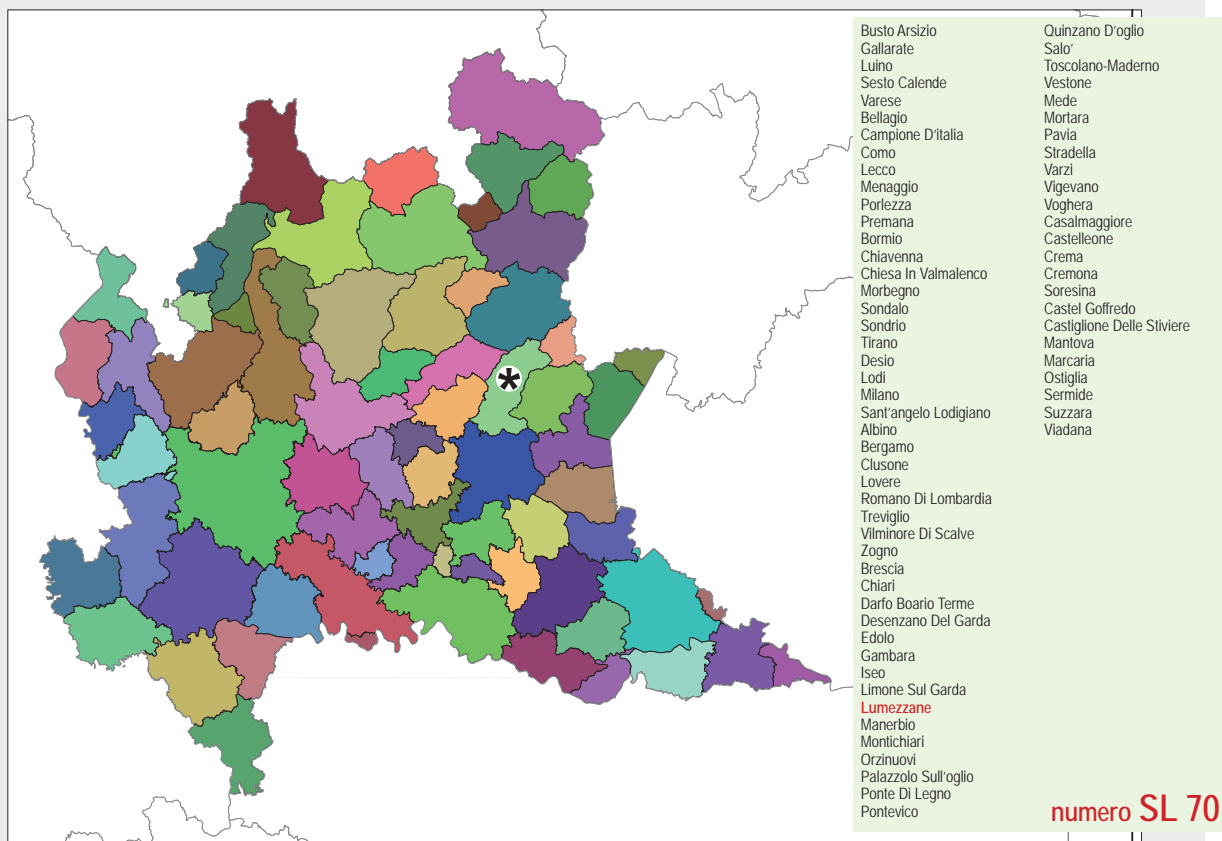 Busto Arsizio
Gallarate
Luino
Sesto Calende
Varese
Bellagio
Campione D'italia
Como
Lecco
Menaggio
Porlezza
Premana
Bormio
Chiavenna
Chiesa In Valmalenco
Morbegno
Sondalo
Sondrio
Tirano
Desio
Lodi
Milano
Sant'angelo Lodigiano
Albino
Bergamo
Clusone
Lovere
Romano Di Lombardia
Treviglio
Vilminore Di Scalve
Zogno
Brescia
Chiari
Darfo Boario Terme
Desenzano Del Garda
Edolo
Gambara
Iseo
Limone Sul Garda
Lumezzane
Manerbio
Montichiari
Orzinuovi
Palazzolo Sull'oglio
Ponte Di Legno
Pontevico
Quinzano D'oglio
Salo'
Toscolano-Maderno
Vestone
Mede
Mortara
Pavia
Stradella
Varzi
Vigevano
Voghera
Casalmaggiore
Castelleone
Crema
Cremona
Soresina
Castel Goffredo
Castiglione Delle Stiviere
Mantova
Marcaria
Ostiglia
Sermide
Suzzara
Viadana
numero SL 70
*